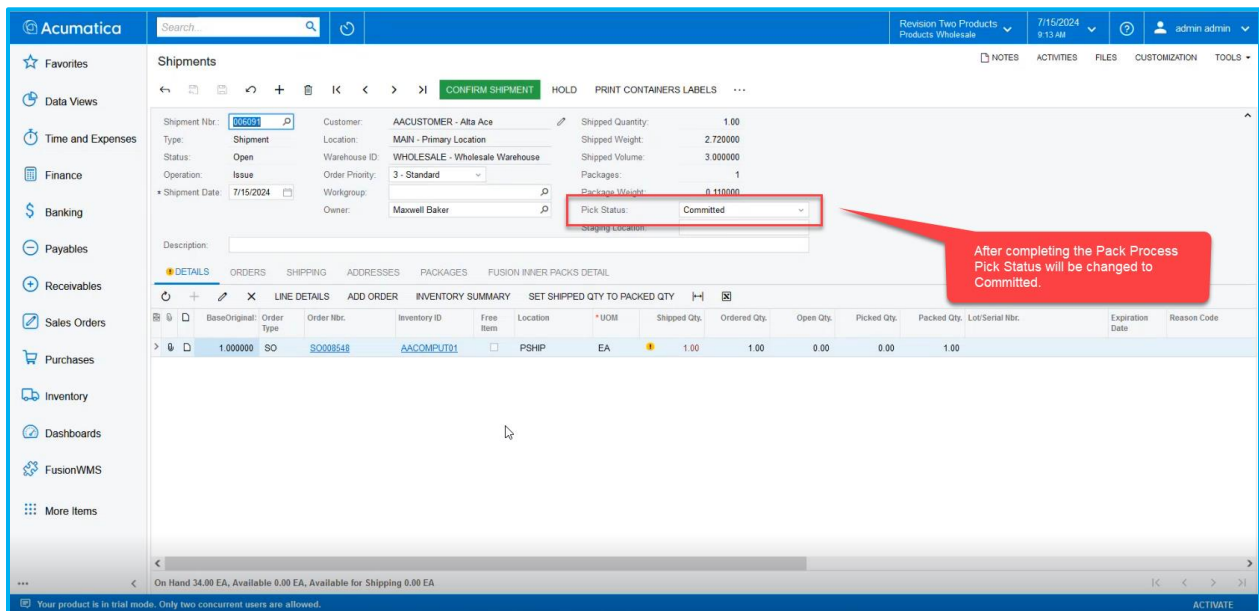 Acumatica
Search...
Revision Two Products
Products Wholesale
7/15/2024
9:13 AM
admin admin
Favorites
Data Views
Time and Expenses
Finance
Banking
Payables
Receivables
Sales Orders
Purchases
Inventory
Dashboards
FusionWMS
More Items
Shipments
NOTES ACTIVITIES FILES CUSTOMIZATION TOOLS
CONFIRM SHIPMENT HOLD PRINT CONTAINERS LABELS ...
Shipment Nbr.: 006091 Customer: AACUSTOMER - Alta Ace Shipped Quantity: 1.00
Type: Shipment Location: MAIN - Primary Location Shipped Weight: 2.720000
Status: Open Warehouse ID: WHOLESALE - Wholesale Warehouse Shipped Volume: 3.000000
Operation: Issue Order Priority: 3 - Standard Packages: 1
* Shipment Date: 7/15/2024 Workgroup: Package Weight: 0.110000
Owner: Maxwell Baker Pick Status: Committed
Staging Location:
Description:
After completing the Pack Process
Pick Status will be changed to
Committed.
DETAILS ORDERS SHIPPING ADDRESSES PACKAGES FUSION INNER PACKS DETAIL
LINE DETAILS ADD ORDER INVENTORY SUMMARY SET SHIPPED QTY TO PACKED QTY
BaseOriginal: Order Type Order Nbr. Inventory ID Free Item Location * UOM Shipped Qty. Ordered Qty. Open Qty. Picked Qty. Packed Qty. Lot/Serial Nbr. Expiration Date Reason Code
1.000000 SO SO008548 AACOMPUT01 PSHIP EA 1.00 1.00 0.00 0.00 1.00
On Hand 34.00 EA, Available 0.00 EA, Available for Shipping 0.00 EA
Your product is in trial mode. Only two concurrent users are allowed. ACTIVATE